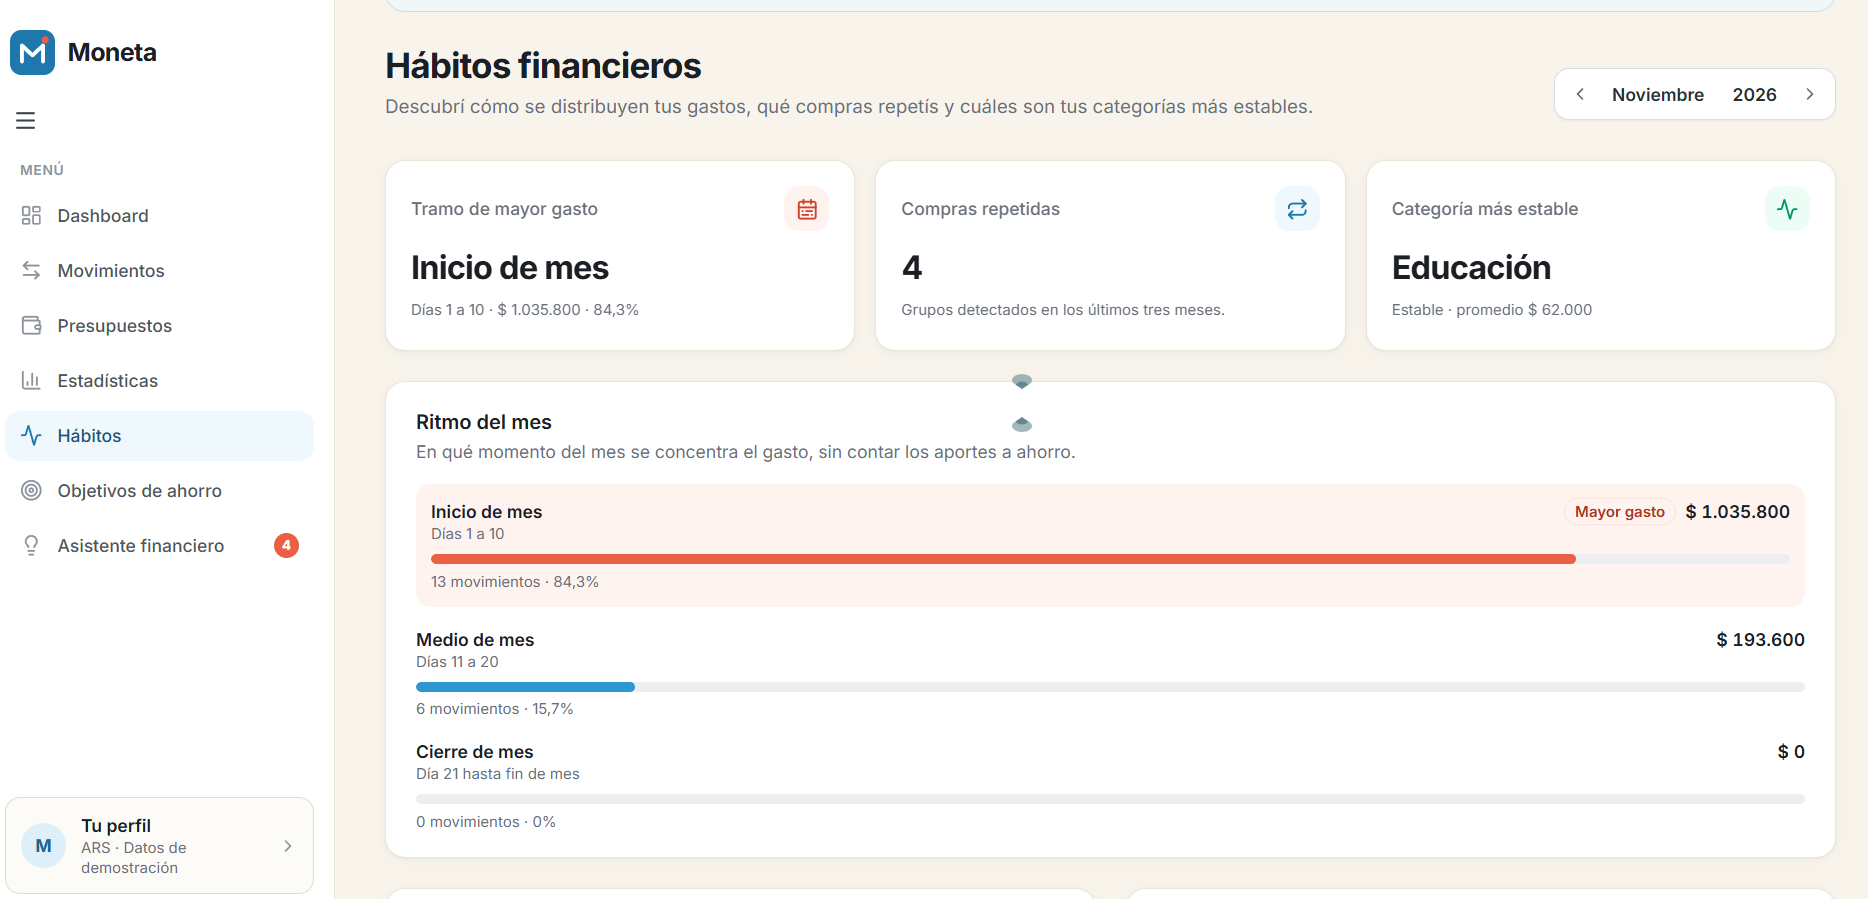 Moneta
MENÚ
Dashboard
Movimientos
Presupuestos
Estadísticas
Hábitos
Objetivos de ahorro
Asistente financiero 4
M
Tu perfil
ARS · Datos de
demostración
Hábitos financieros
Descubrí cómo se distribuyen tus gastos, qué compras repetís y cuáles son tus categorías más estables.
Noviembre 2026
Tramo de mayor gasto
Inicio de mes
Días 1 a 10 · $ 1.035.800 · 84,3%
Compras repetidas
4
Grupos detectados en los últimos tres meses.
Categoría más estable
Educación
Estable · promedio $ 62.000
Ritmo del mes
En qué momento del mes se concentra el gasto, sin contar los aportes a ahorro.
Inicio de mes Mayor gasto $ 1.035.800
Días 1 a 10
13 movimientos · 84,3%
Medio de mes $ 193.600
Días 11 a 20
6 movimientos · 15,7%
Cierre de mes $ 0
Día 21 hasta fin de mes
0 movimientos · 0%